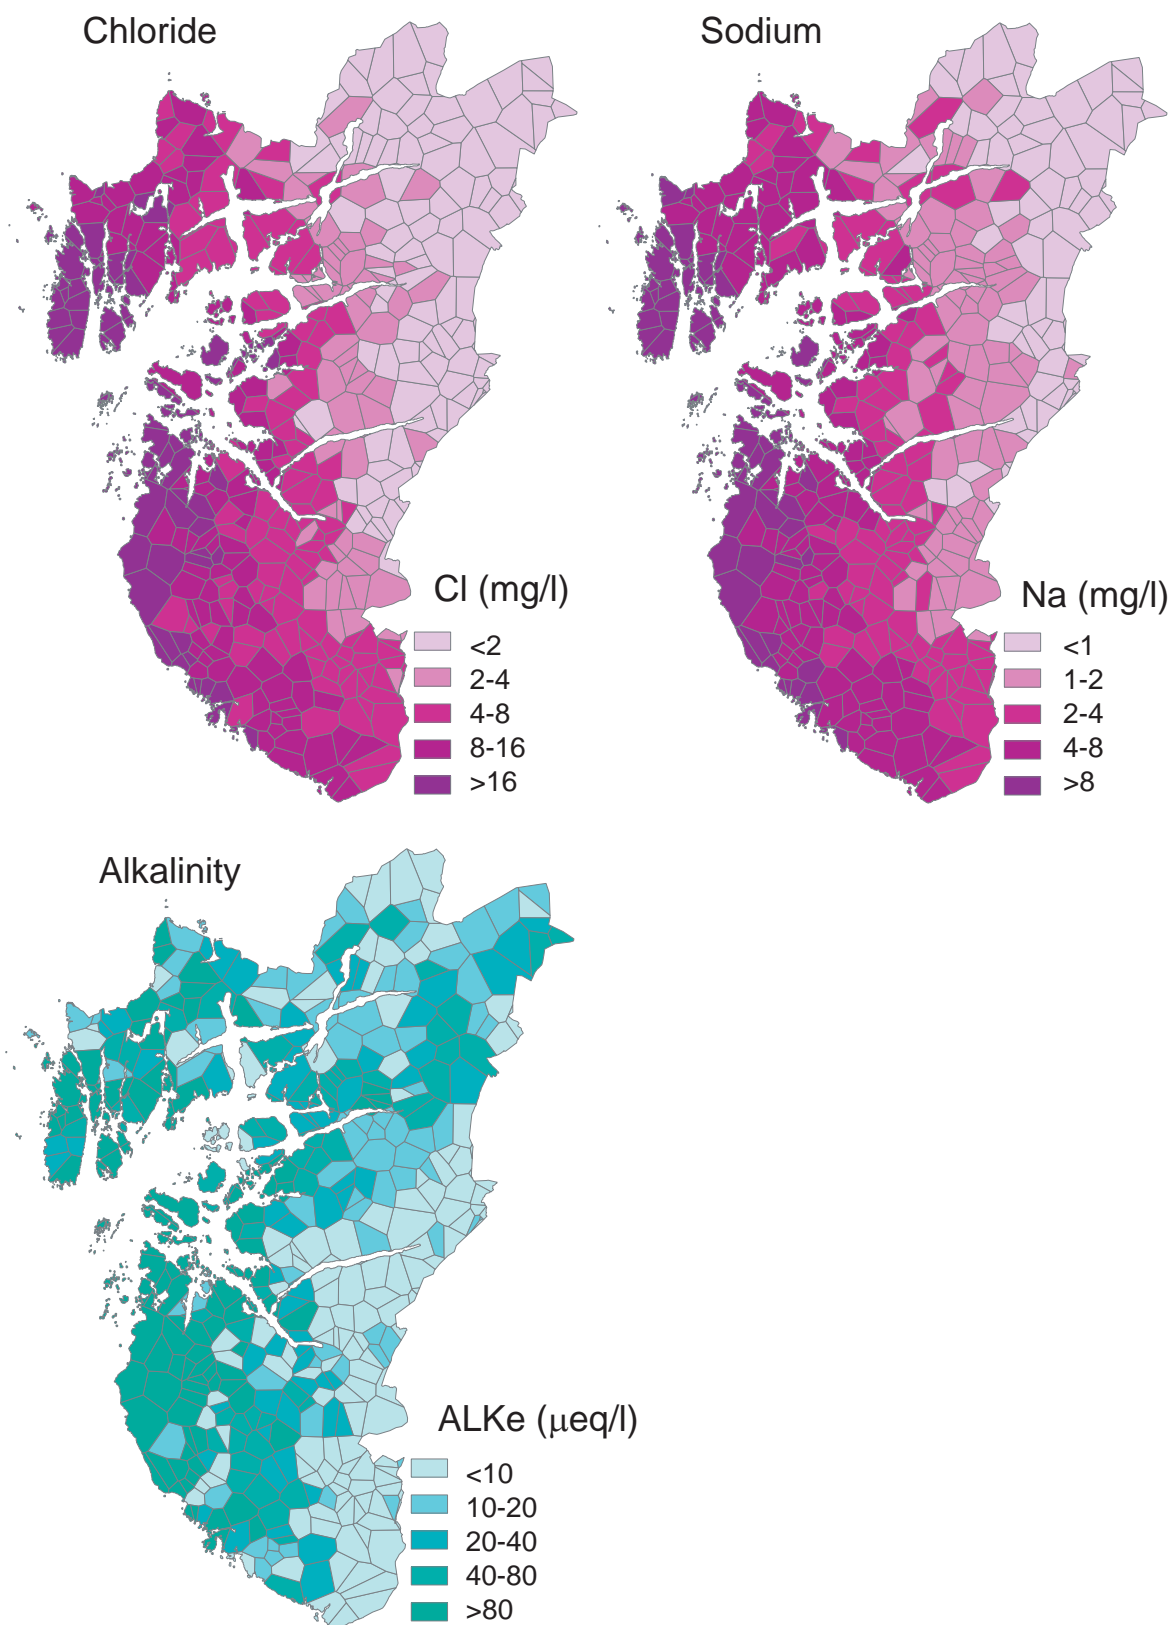 Chloride
Cl (mg/l)
<2
2-4
4-8
8-16
>16
Sodium
Na (mg/l)
<1
1-2
2-4
4-8
>8
Alkalinity
ALKe (μeq/l)
<10
10-20
20-40
40-80
>80